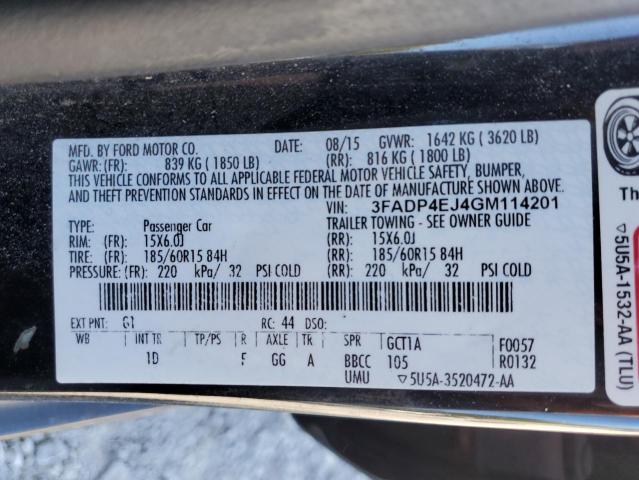 MFD. BY FORD MOTOR CO. DATE: 08/15 GVWR: 1642 KG ( 3620 LB)
GAWR: (FR): 839 KG ( 1850 LB) (RR): 816 KG ( 1800 LB)
THIS VEHICLE CONFORMS TO ALL APPLICABLE FEDERAL MOTOR VEHICLE SAFETY, BUMPER,
AND THEFT PREVENTION STANDARDS IN EFFECT ON THE DATE OF MANUFACTURE SHOWN ABOVE.
VIN: 3FADP4EJ4GM114201
TYPE: Passenger Car TRAILER TOWING - SEE OWNER GUIDE
RIM: (FR): 15X6.0J (RR): 15X6.0J
TIRE: (FR): 185/60R15 84H (RR): 185/60R15 84H
PRESSURE: (FR): 220 kPa/ 32 PSI COLD (RR): 220 kPa/ 32 PSI COLD
EXT PNT: G1 RC: 44 DSO:
WB INT TR TP/PS R AXLE TR SPR GCT1A F0057
1D GG A BBCC 105 R0132
UMU ▽5U5A-3520472-AA
Th
▽5U5A-1532-AA (TLU)